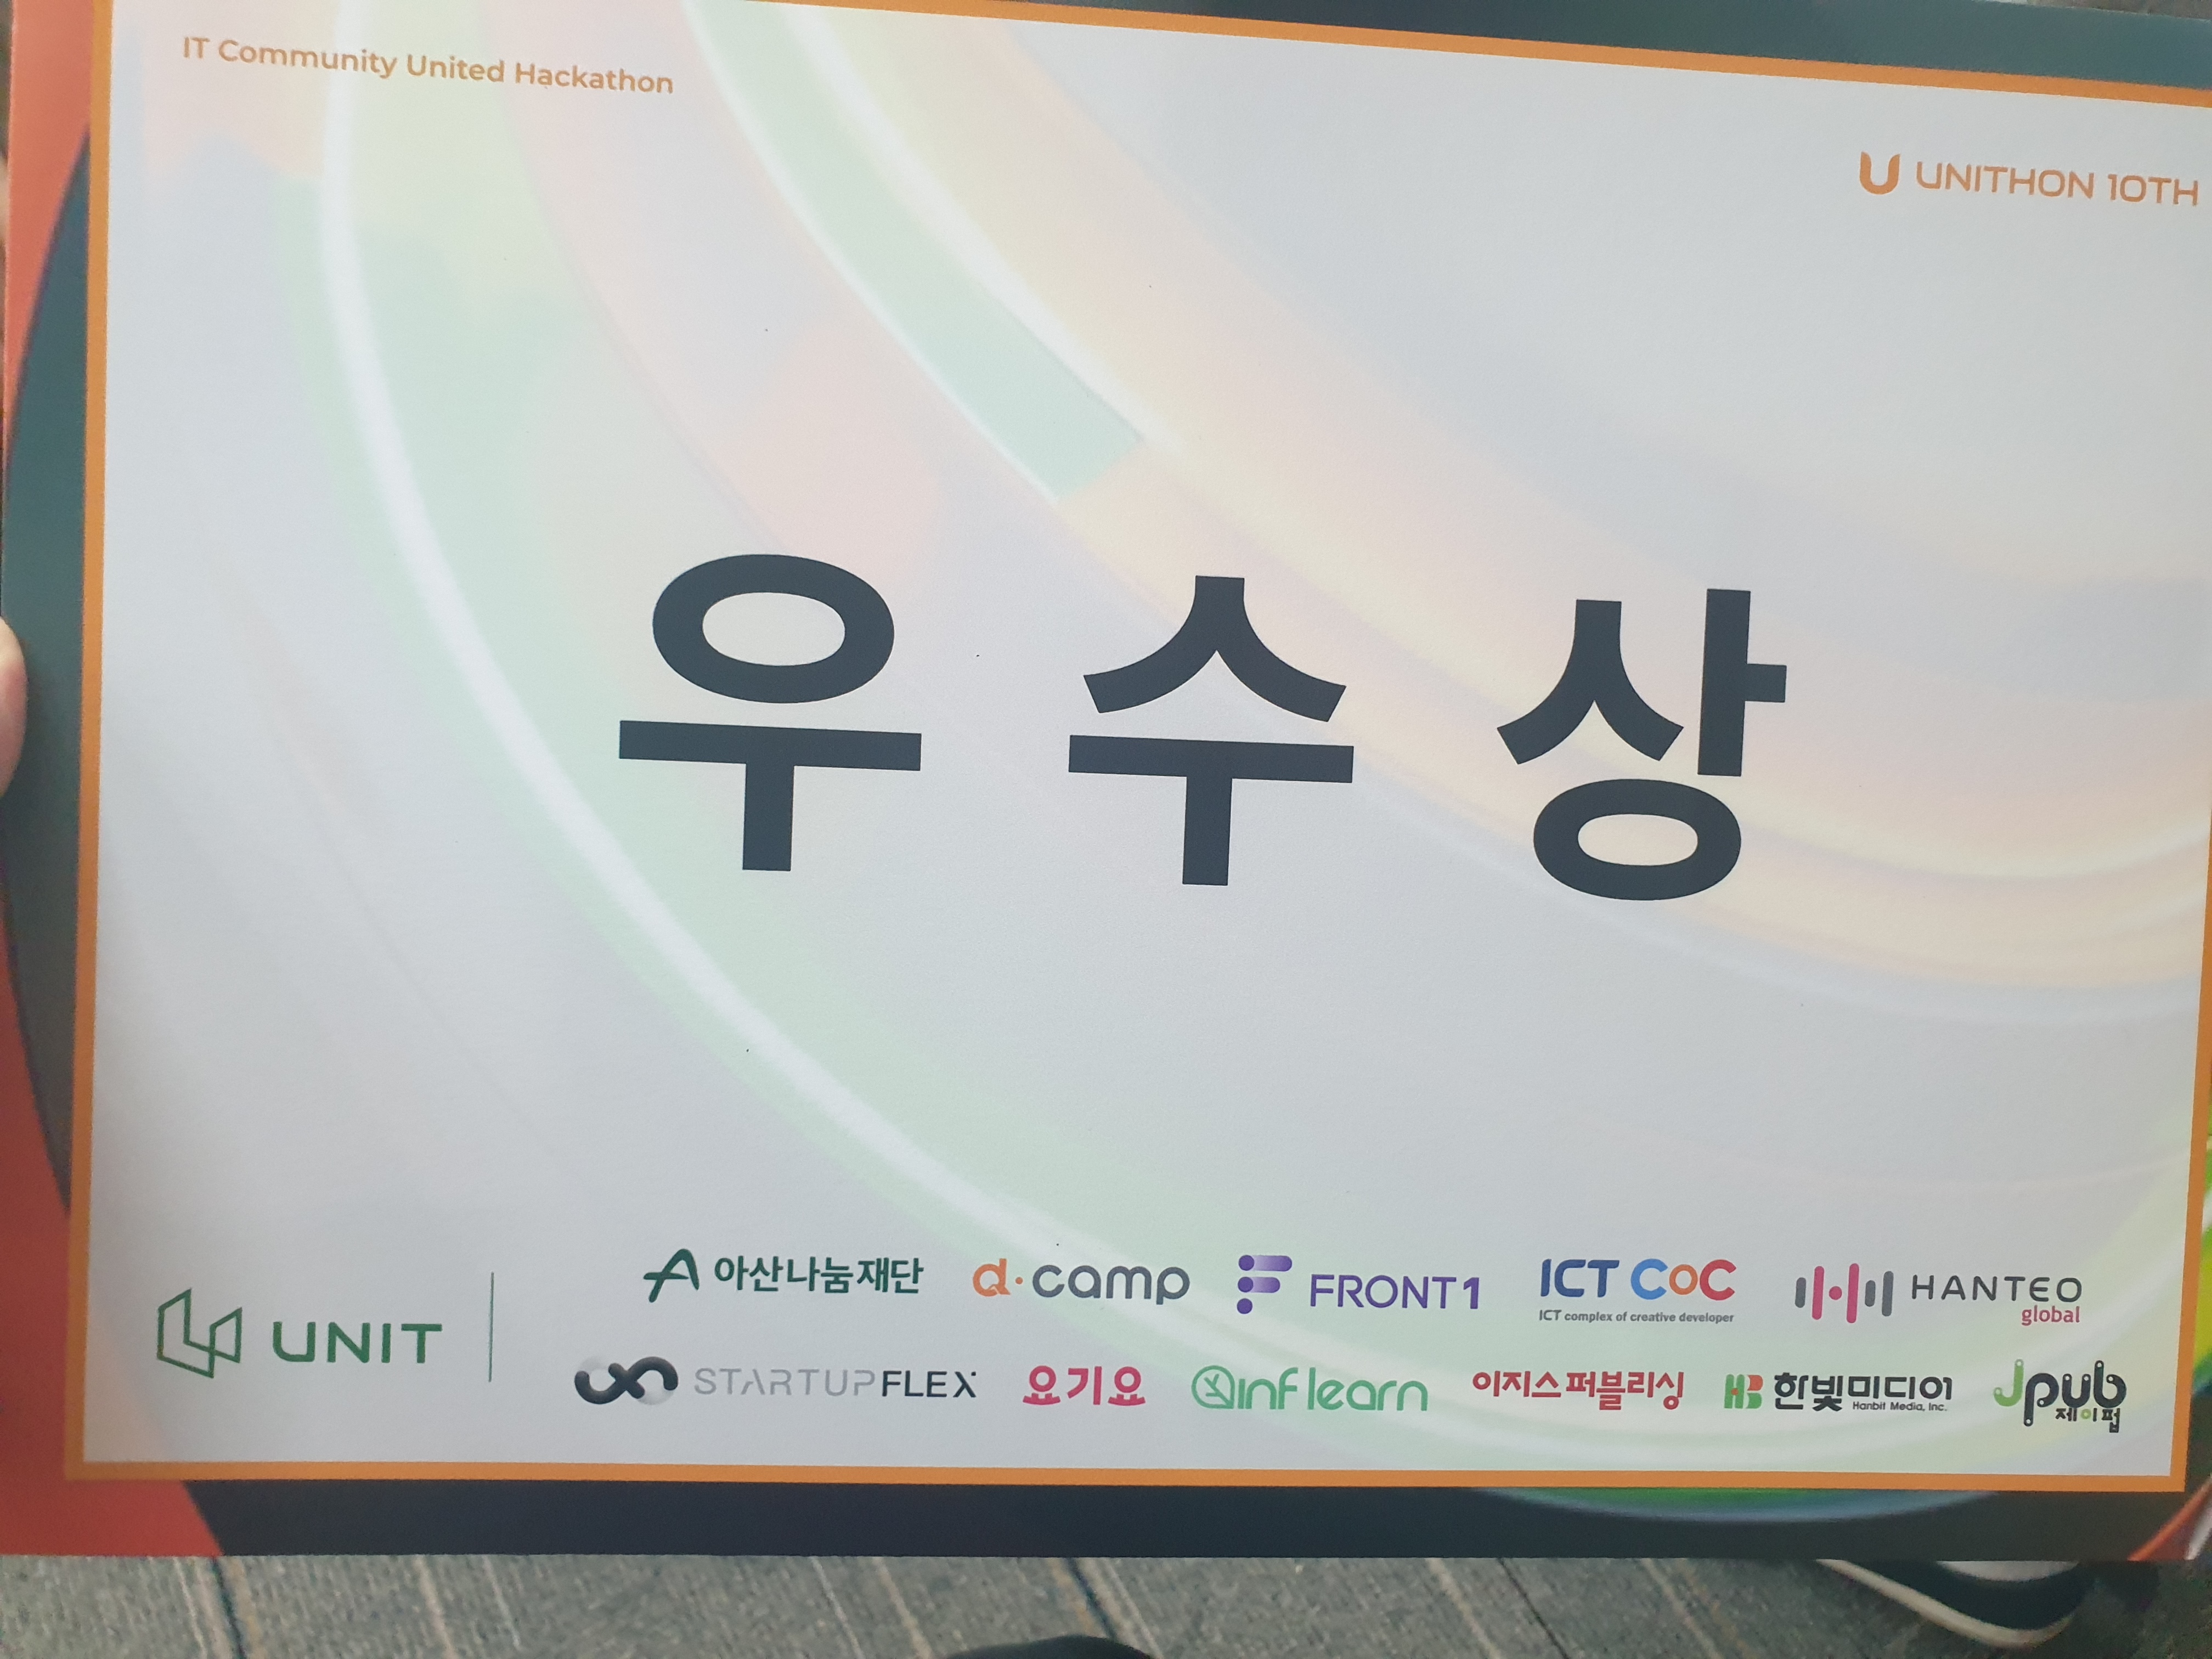 IT Community United Hackathon
UNITHON 10TH
우수상
UNIT
아산나눔재단 d·camp FRONT1 ICT CoC ICT complex of creative developer HANTEO global
STARTUPFLEX 요기요 inflearn 이지스퍼블리싱 HB 한빛미디어 Hanbit Media, Inc. Jpub 제이펍